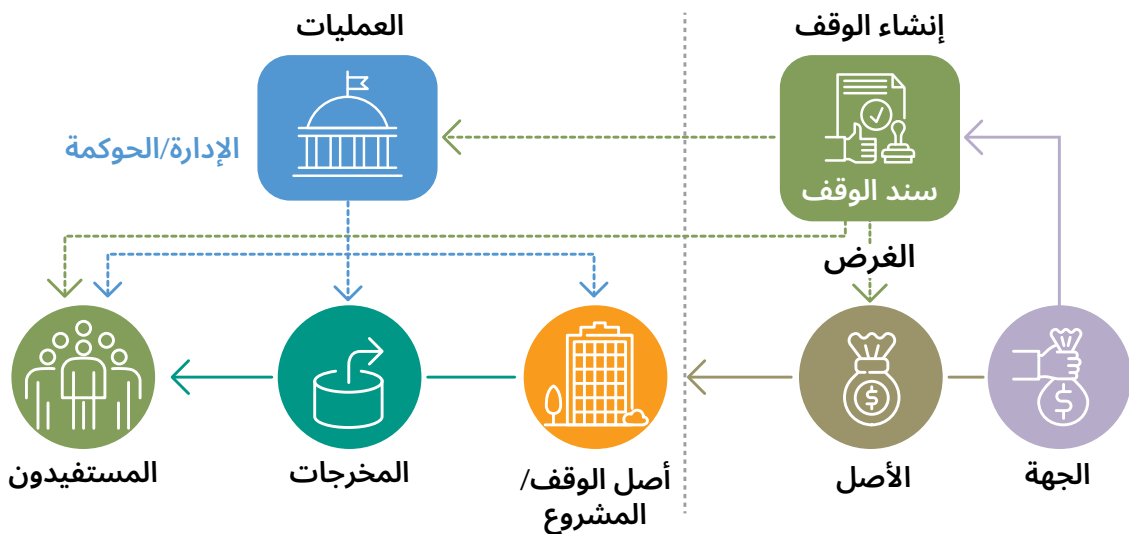 إنشاء الوقف
العمليات
سند الوقف
الإدارة/الحوكمة
الغرض
الجهة
الأصل
أصل الوقف/
المشروع
المخرجات
المستفيدون